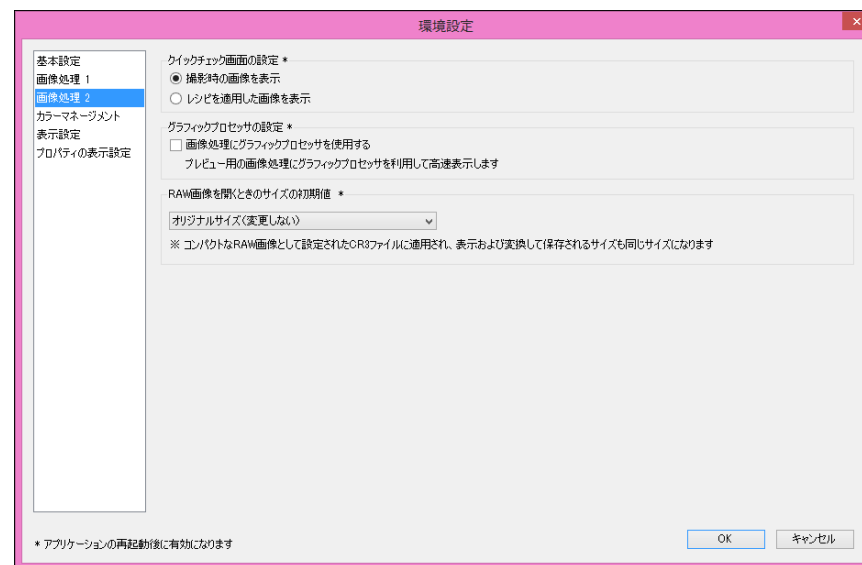 環境設定
基本設定
画像処理 1
画像処理 2
カラーマネージメント
表示設定
プロパティの表示設定
クイックチェック画面の設定 *
撮影時の画像を表示
レシピを適用した画像を表示
グラフィックプロセッサの設定 *
画像処理にグラフィックプロセッサを使用する
プレビュー用の画像処理にグラフィックプロセッサを利用して高速表示します
RAW画像を開くときのサイズの初期値 *
オリジナルサイズ(変更しない)
※ コンパクトなRAW画像として設定されたCR3ファイルに適用され、表示および変換して保存されるサイズも同じサイズになります
* アプリケーションの再起動後に有効になります
OK
キャンセル